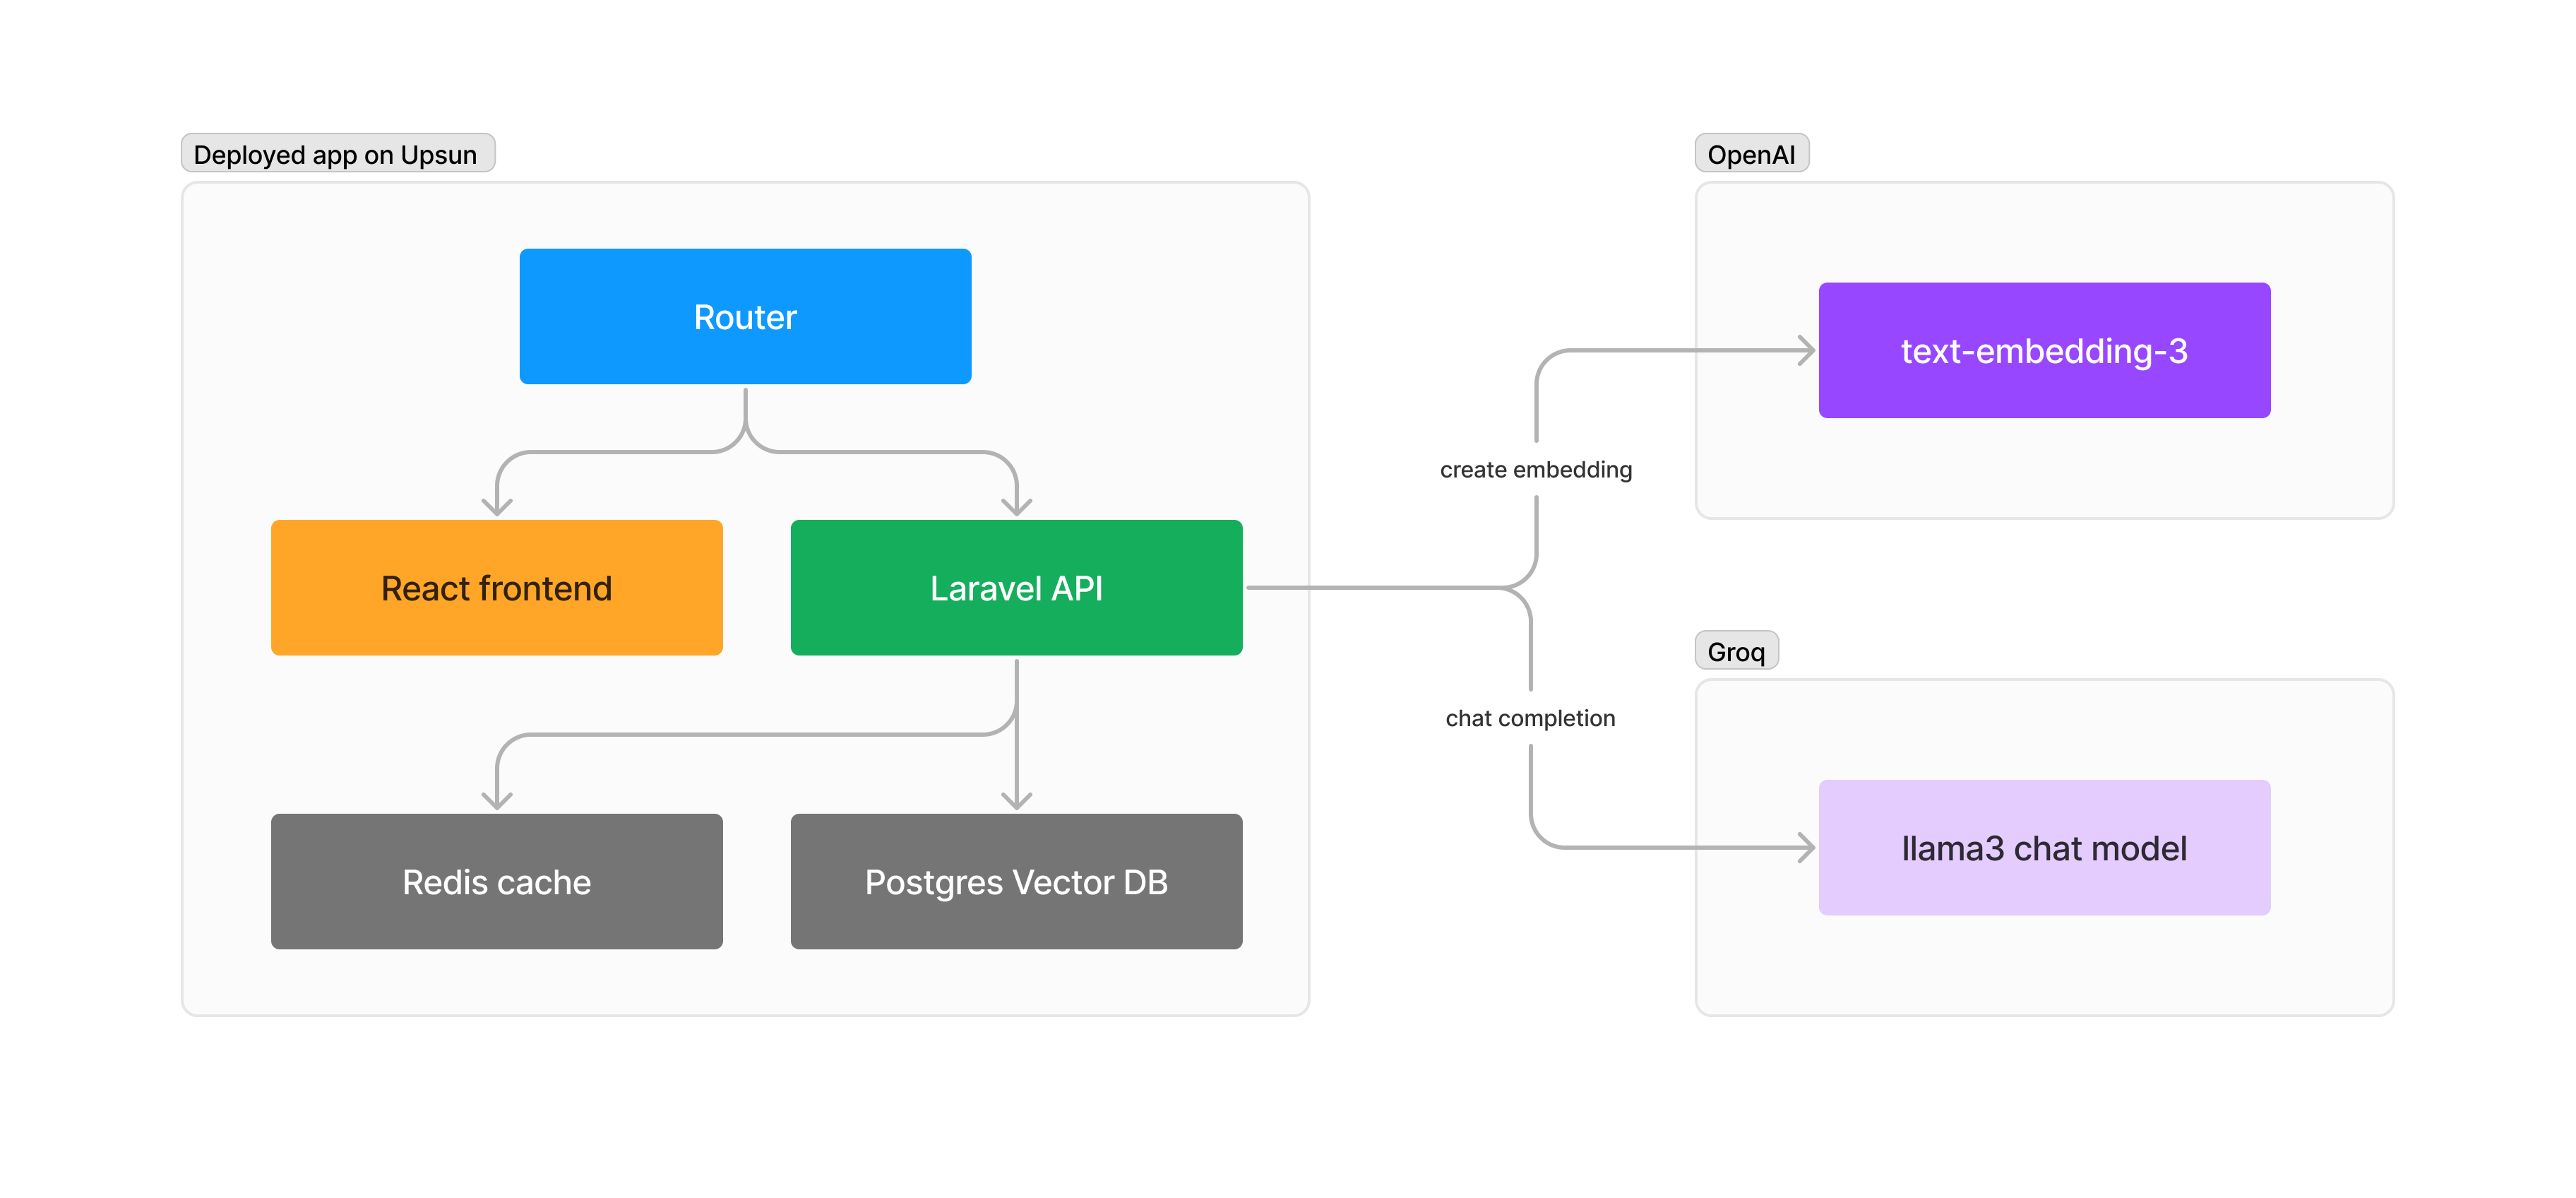 Deployed app on Upsun
OpenAI
Router
text-embedding-3
create embedding
React frontend
Laravel API
Groq
chat completion
llama3 chat model
Redis cache
Postgres Vector DB